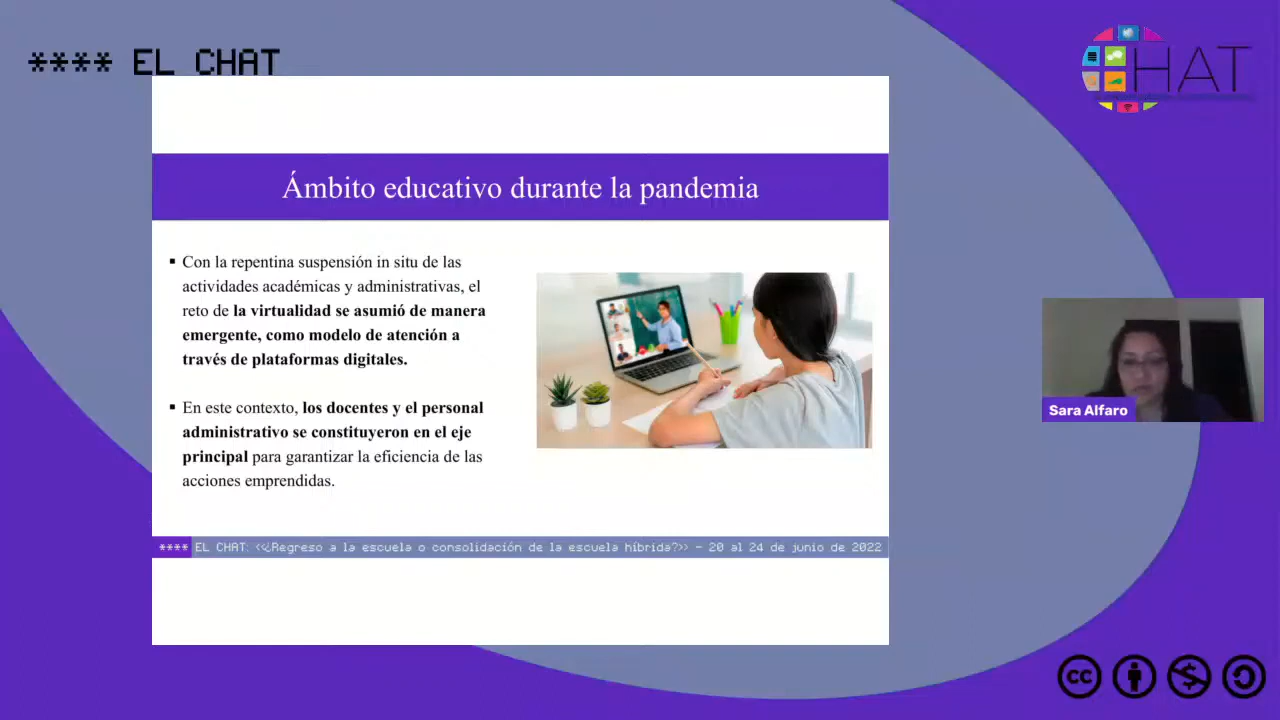 **** EL CHAT
HAT
Ámbito educativo durante la pandemia
▪ Con la repentina suspensión in situ de las
actividades académicas y administrativas, el
reto de la virtualidad se asumió de manera
emergente, como modelo de atención a
través de plataformas digitales.
▪ En este contexto, los docentes y el personal
administrativo se constituyeron en el eje
principal para garantizar la eficiencia de las
acciones emprendidas.
Sara Alfaro
**** EL CHAT: <<¿Regreso a la escuela o consolidación de la escuela híbrida?>> - 20 al 24 de junio de 2022
cc